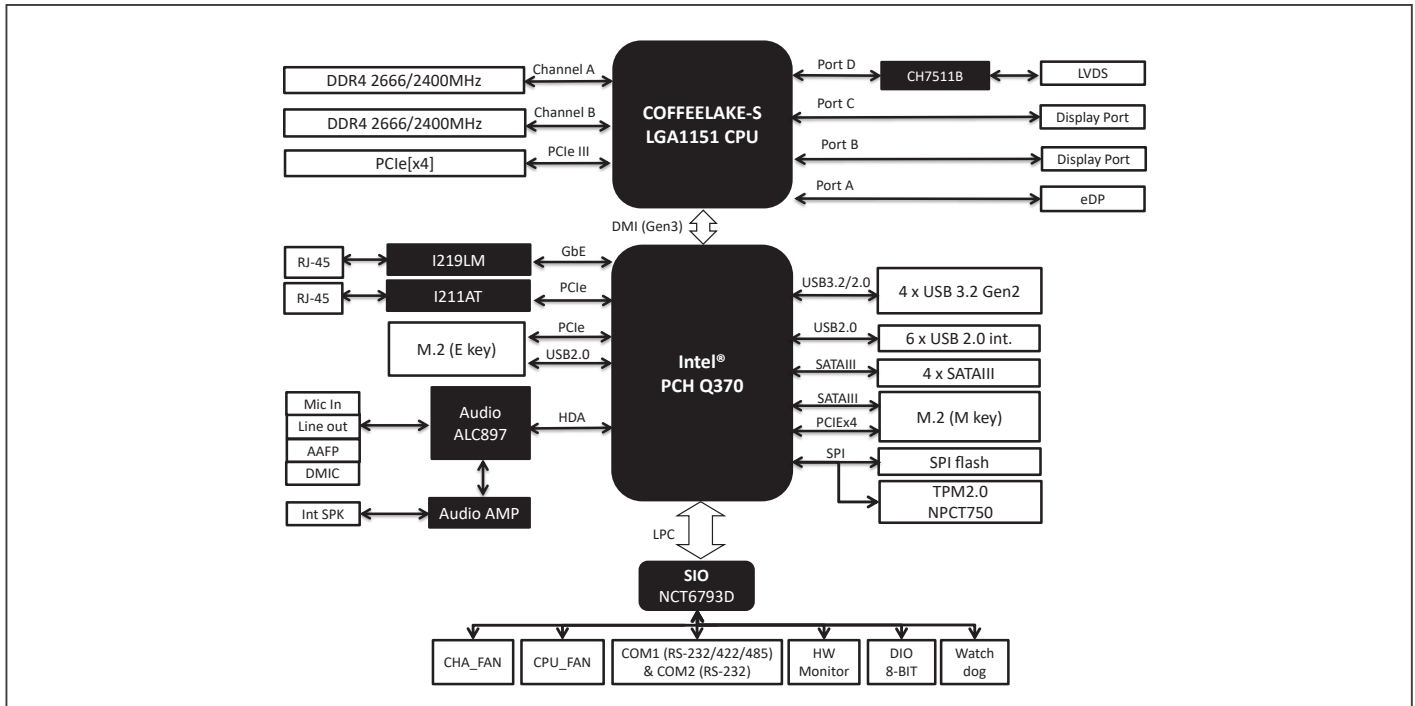 DDR4 2666/2400MHz
Channel A
DDR4 2666/2400MHz
Channel B
PCIe[x4]
PCIe III
COFFEELAKE-S
LGA1151 CPU
Port D
CH7511B
LVDS
Port C
Display Port
Port B
Display Port
Port A
eDP
DMI (Gen3)
RJ-45
I219LM
GbE
RJ-45
I211AT
PCIe
M.2 (E key)
PCIe
USB2.0
Intel®
PCH Q370
USB3.2/2.0
4 x USB 3.2 Gen2
USB2.0
6 x USB 2.0 int.
SATAIII
4 x SATAIII
SATAIII
PCIEx4
M.2 (M key)
SPI
SPI flash
TPM2.0
NPCT750
Mic In
Line out
AAFP
DMIC
Audio
ALC897
HDA
Int SPK
Audio AMP
LPC
SIO
NCT6793D
CHA_FAN
CPU_FAN
COM1 (RS-232/422/485)
& COM2 (RS-232)
HW
Monitor
DIO
8-BIT
Watch
dog